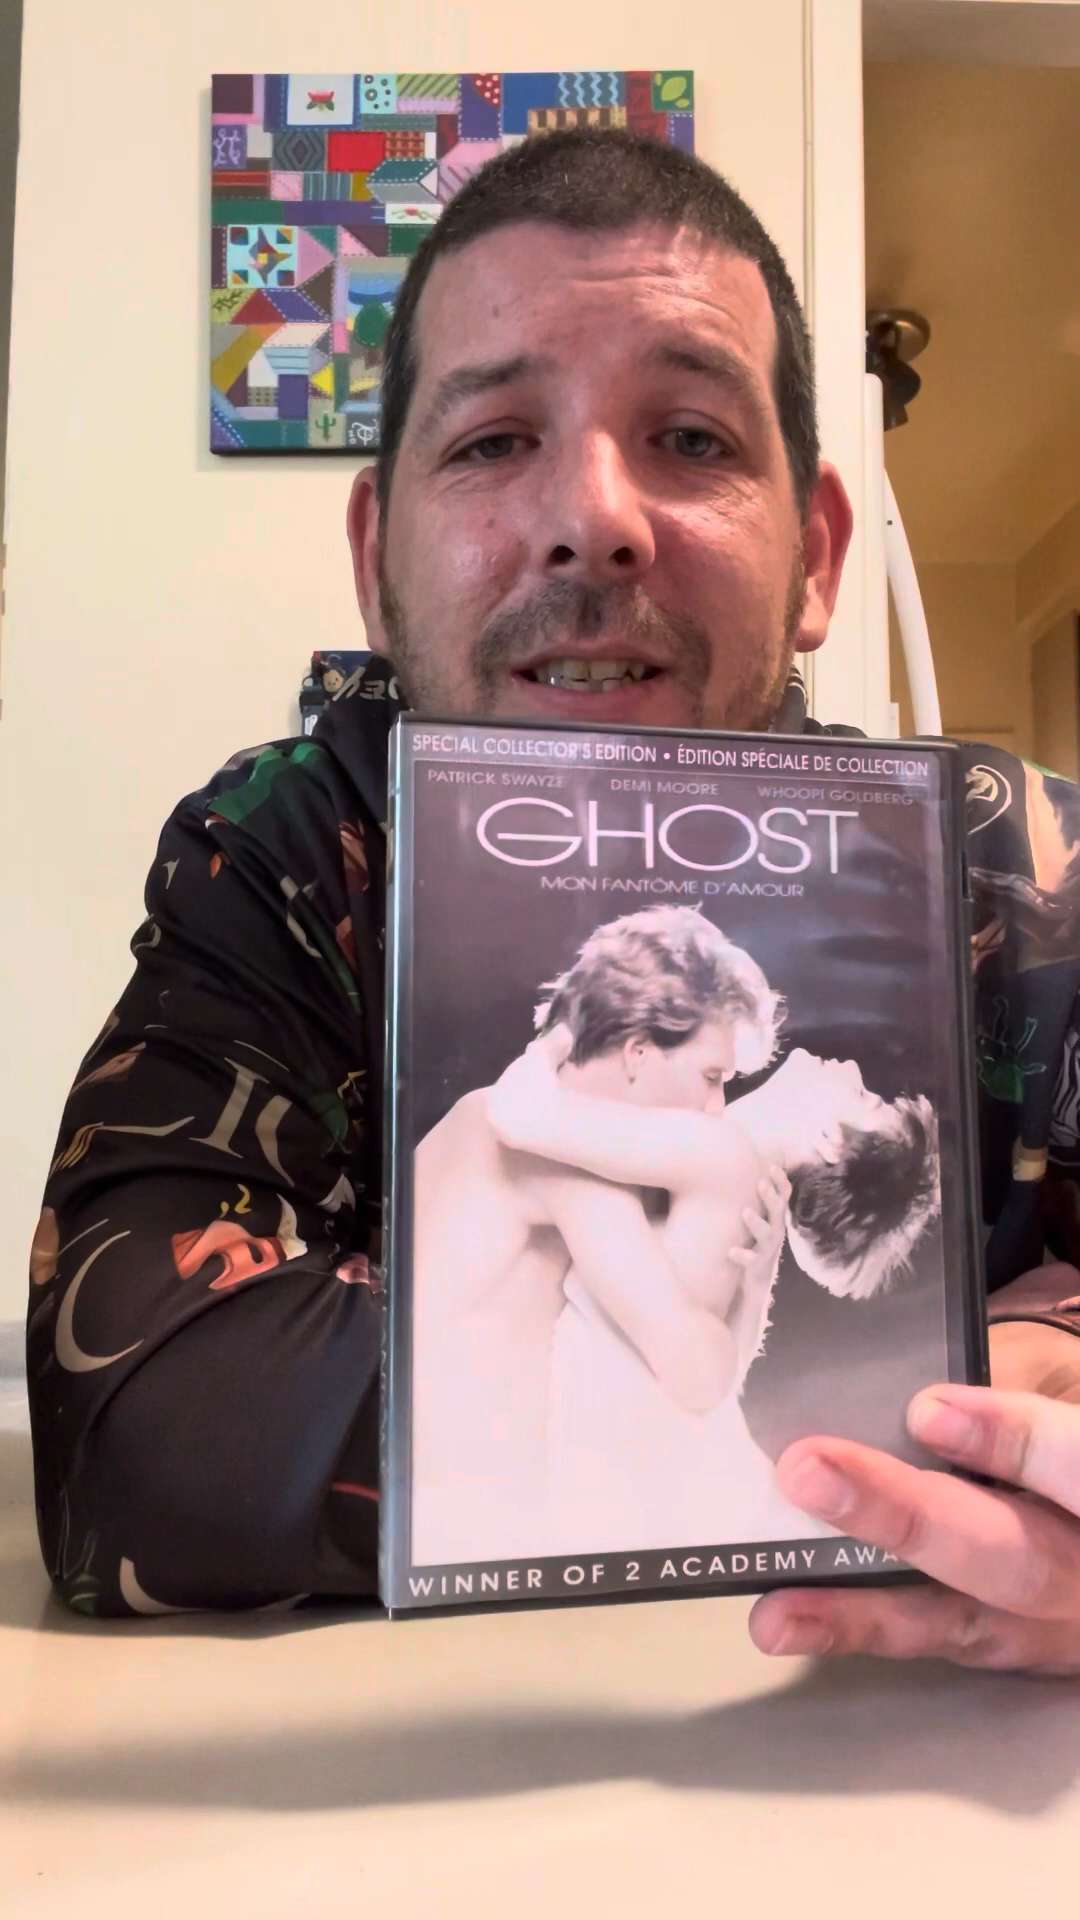 SPECIAL COLLECTOR'S EDITION • ÉDITION SPÉCIALE DE COLLECTION
PATRICK SWAYZE DEMI MOORE WHOOPI GOLDBERG
GHOST
MON FANTÔME D'AMOUR
WINNER OF 2 ACADEMY